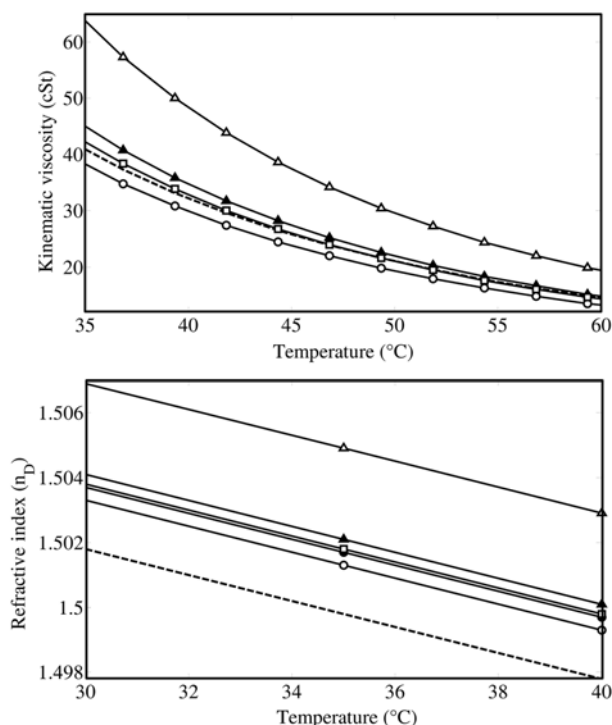 Kinematic viscosity (cSt)
60
50
40
30
20
35 40 45 50 55 60
Temperature (°C)
Refractive index (n_D)
1.506
1.504
1.502
1.5
1.498
30 32 34 36 38 40
Temperature (°C)